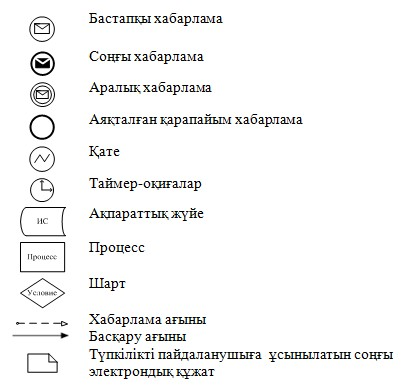 Бастапқы хабарлама
Соңғы хабарлама
Аралық хабарлама
Аяқталған қарапайым хабарлама
Қате
Таймер-оқиғалар
ИС Ақпараттық жүйе
Процесс Процесс
Условие Шарт
Хабарлама ағыны
Басқару ағыны
Түпкілікті пайдаланушыға ұсынылатын соңғы
электрондық құжат